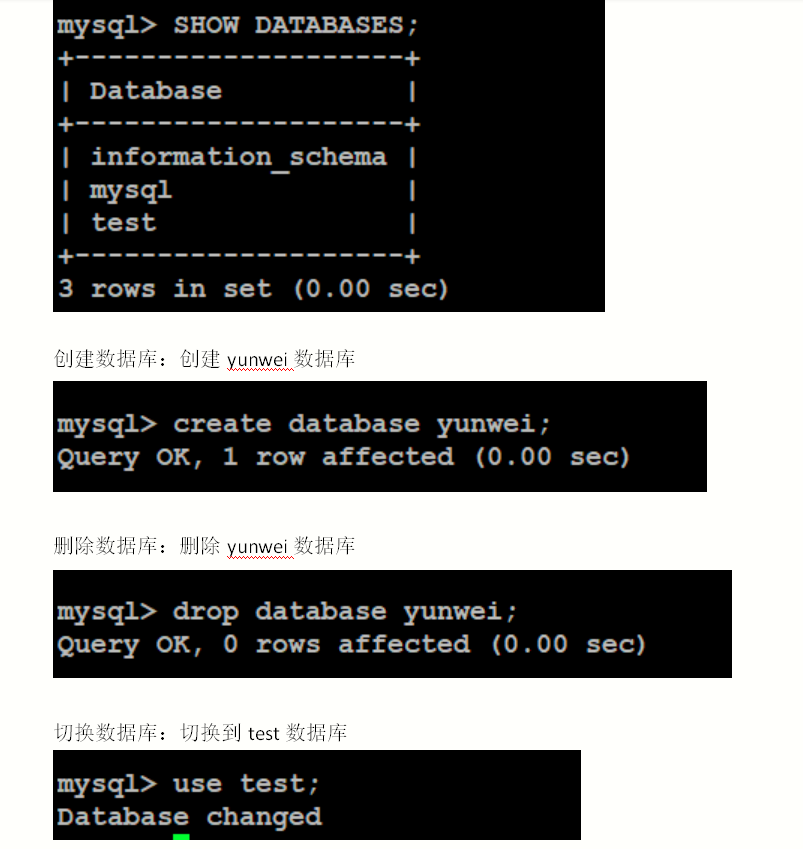 mysql> SHOW DATABASES;
+--------------------+
| Database           |
+--------------------+
| information_schema |
| mysql              |
| test               |
+--------------------+
3 rows in set (0.00 sec)
创建数据库：创建 yunwei 数据库
mysql> create database yunwei;
Query OK, 1 row affected (0.00 sec)
删除数据库：删除 yunwei 数据库
mysql> drop database yunwei;
Query OK, 0 rows affected (0.00 sec)
切换数据库：切换到 test 数据库
mysql> use test;
Database changed